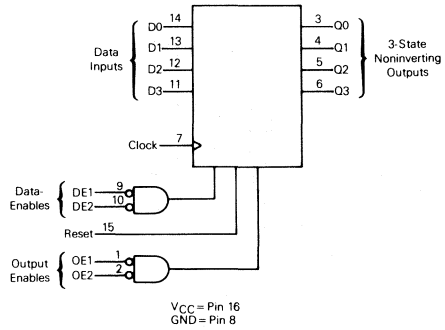 Data
Inputs
D0 14
D1 13
D2 12
D3 11
3 Q0
4 Q1
5 Q2
6 Q3
3-State
Noninverting
Outputs
Clock 7
Data-
Enables
DE1 9
DE2 10
Reset 15
Output
Enables
OE1 1
OE2 2
VCC = Pin 16
GND = Pin 8